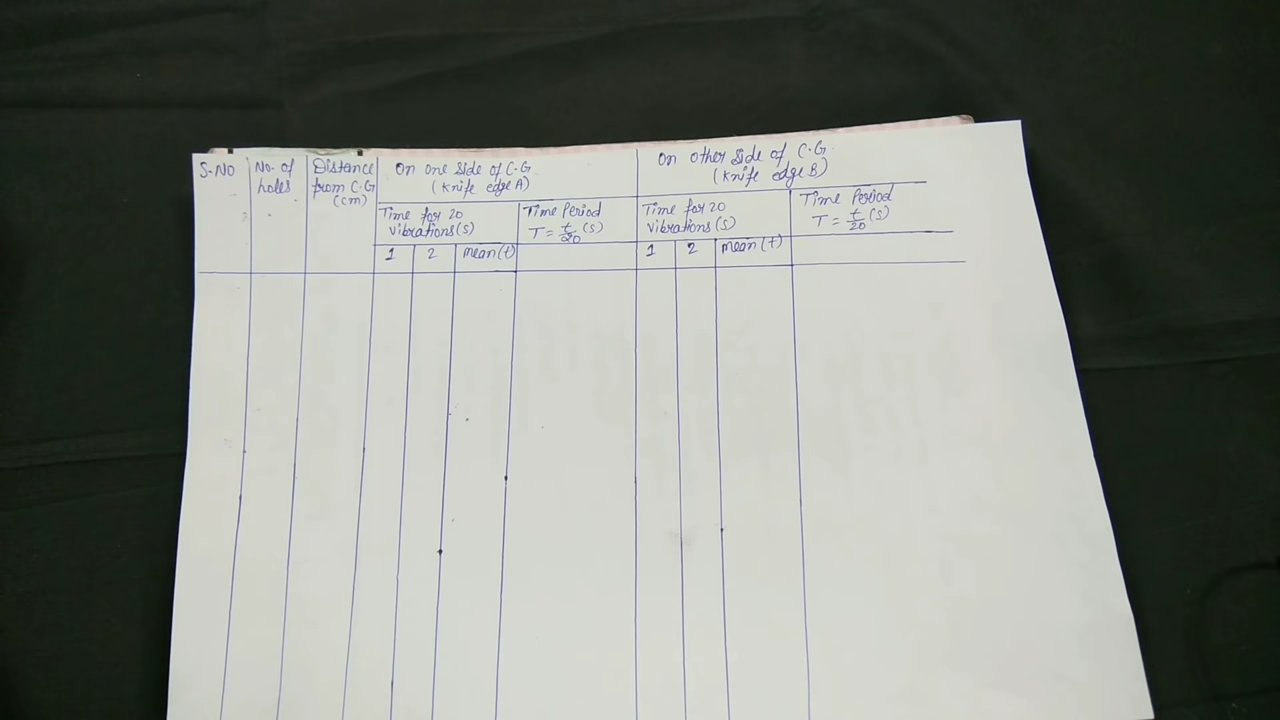 S.No
No. of
holes
Distance
from C.G
(cm)
On one side of C.G
(Knife edge A)
Time for 20
vibrations(s)
Time Period
T = t/20 (s)
1
2
mean(t)
On other side of C.G.
(Knife edge B)
Time for 20
vibrations(s)
Time Period
T = t/20 (s)
1
2
mean(t)